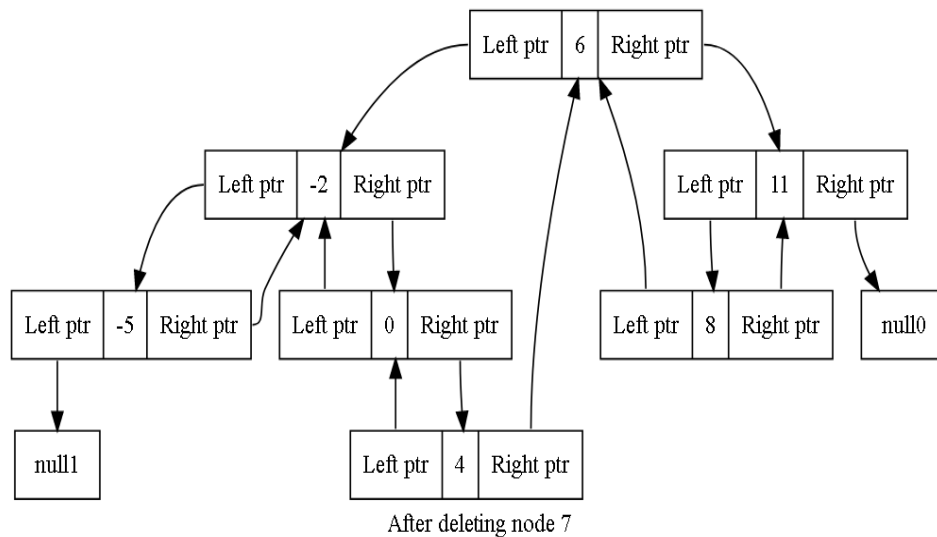 Left ptr 6 Right ptr
Left ptr -2 Right ptr
Left ptr 11 Right ptr
Left ptr -5 Right ptr
Left ptr 0 Right ptr
Left ptr 8 Right ptr
null0
null1
Left ptr 4 Right ptr
After deleting node 7